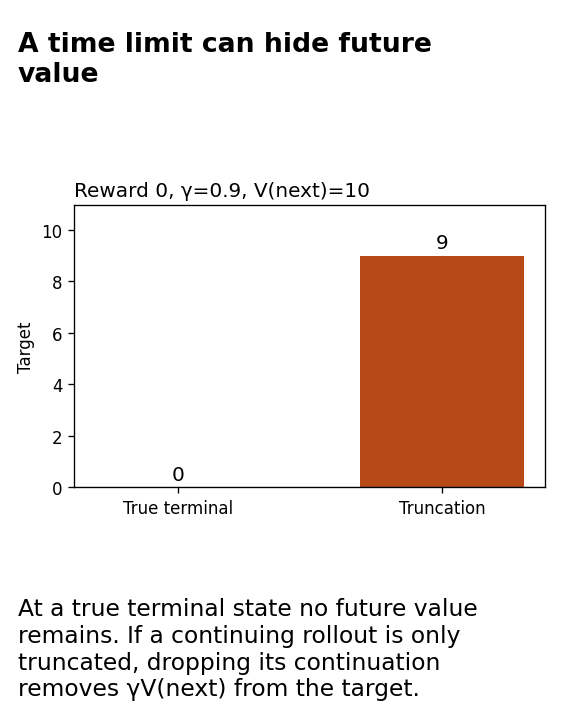 A time limit can hide future
value
Reward 0, γ=0.9, V(next)=10
10
8
6
4
2
0
Target
9
0
True terminal
Truncation
At a true terminal state no future value
remains. If a continuing rollout is only
truncated, dropping its continuation
removes γV(next) from the target.